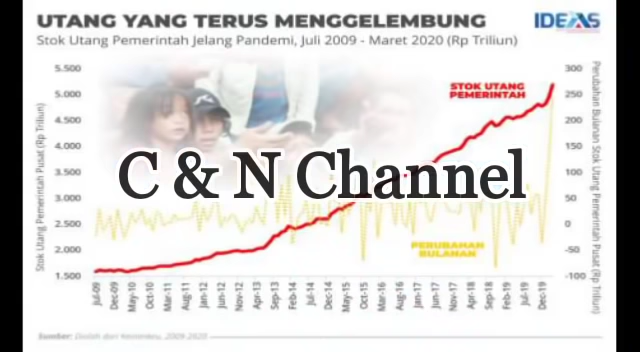 UTANG YANG TERUS MENGGELEMBUNG
IDEAS
Stok Utang Pemerintah Jelang Pandemi, Juli 2009 - Maret 2020 (Rp Triliun)
5.500
5.000
4.500
4.000
3.500
3.000
2.500
2.000
1.500
Stok Utang Pemerintah Pusat (Rp Triliun)
STOK UTANG
PEMERINTAH
C & N Channel
PERUBAHAN
BULANAN
300
250
200
150
100
50
0
-50
-100
Perubahan Bulanan Stok Utang Pemerintah Pusat (Rp Triliun)
Jul-09 Dec-09 May-10 Oct-10 Mar-11 Aug-11 Jan-12 Jun-12 Nov-12 Apr-13 Sep-13 Feb-14 Jul-14 Dec-14 May-15 Oct-15 Mar-16 Aug-16 Jan-17 Jun-17 Nov-17 Apr-18 Sep-18 Feb-19 Jul-19 Dec-19
Sumber: Diolah dari Kemenkeu, 2009-2020